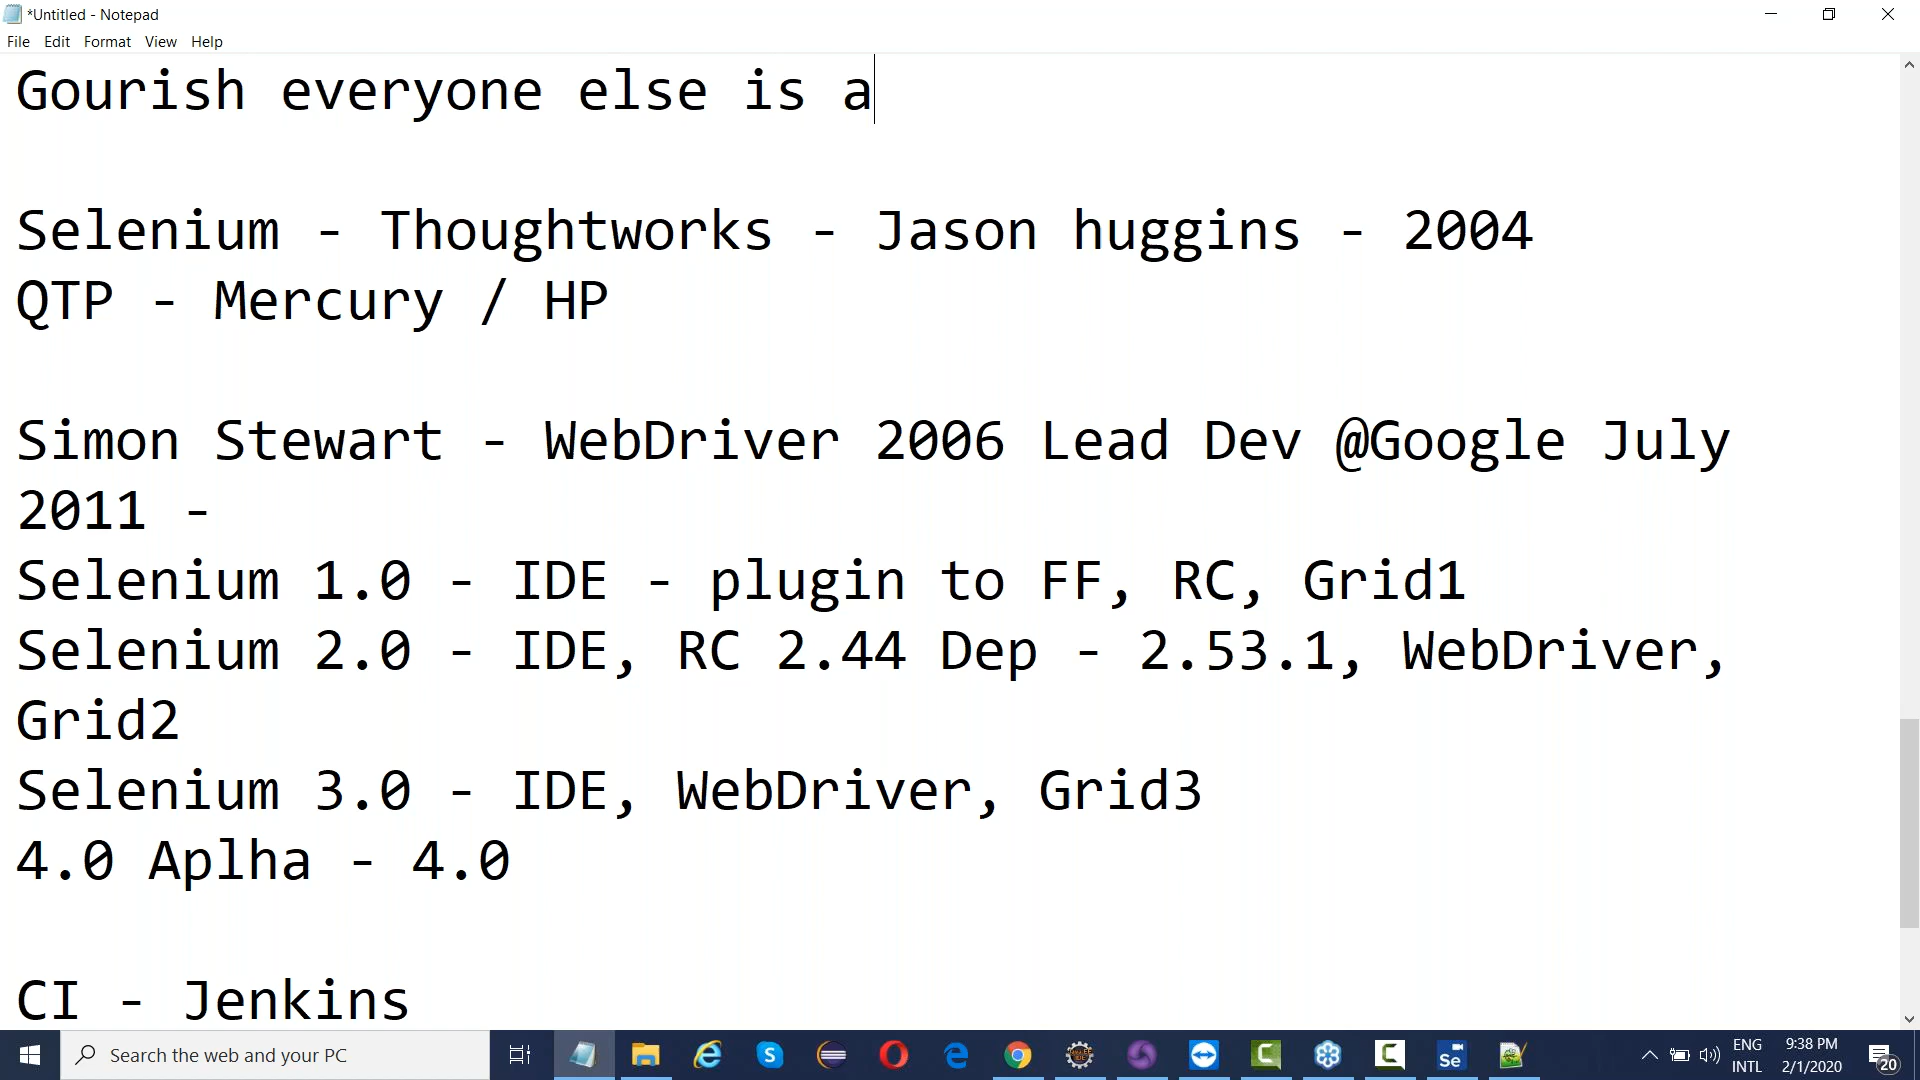 *Untitled - Notepad
File Edit Format View Help
Gourish everyone else is a
Selenium - Thoughtworks - Jason huggins - 2004
QTP - Mercury / HP
Simon Stewart - WebDriver 2006 Lead Dev @Google July
2011 -
Selenium 1.0 - IDE - plugin to FF, RC, Grid1
Selenium 2.0 - IDE, RC 2.44 Dep - 2.53.1, WebDriver,
Grid2
Selenium 3.0 - IDE, WebDriver, Grid3
4.0 Aplha - 4.0
CI - Jenkins
Search the web and your PC
Se
ENG
INTL
9:38 PM
2/1/2020
20